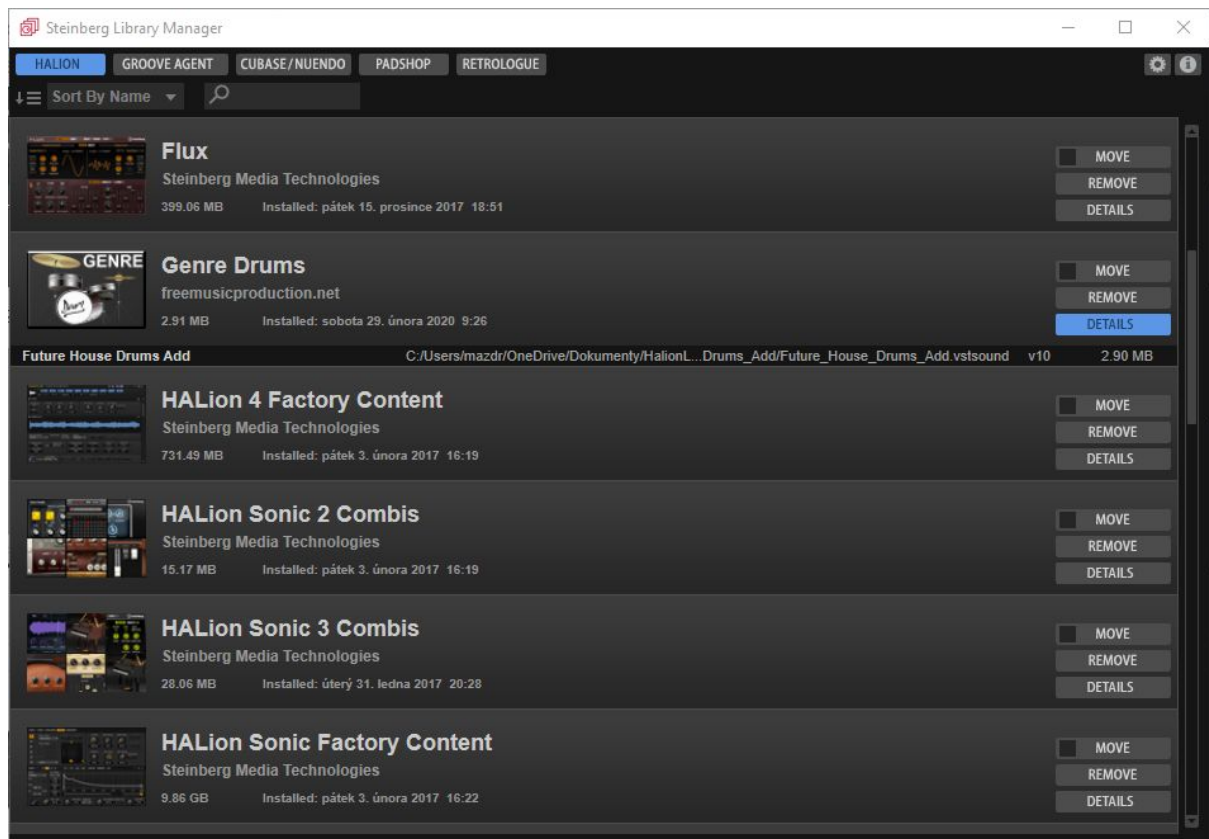 Steinberg Library Manager
HALION GROOVE AGENT CUBASE/NUENDO PADSHOP RETROLOGUE
Sort By Name
Flux
Steinberg Media Technologies
399.06 MB Installed: pátek 15. prosince 2017 18:51
MOVE
REMOVE
DETAILS
GENRE
Genre Drums
freemusicproduction.net
2.91 MB Installed: sobota 29. února 2020 9:26
MOVE
REMOVE
DETAILS
Future House Drums Add C:/Users/mazdr/OneDrive/Dokumenty/HalionL...Drums_Add/Future_House_Drums_Add.vstsound v10 2.90 MB
HALion 4 Factory Content
Steinberg Media Technologies
731.49 MB Installed: pátek 3. února 2017 16:19
MOVE
REMOVE
DETAILS
HALion Sonic 2 Combis
Steinberg Media Technologies
15.17 MB Installed: pátek 3. února 2017 16:19
MOVE
REMOVE
DETAILS
HALion Sonic 3 Combis
Steinberg Media Technologies
28.06 MB Installed: úterý 31. ledna 2017 20:28
MOVE
REMOVE
DETAILS
HALion Sonic Factory Content
Steinberg Media Technologies
9.86 GB Installed: pátek 3. února 2017 16:22
MOVE
REMOVE
DETAILS